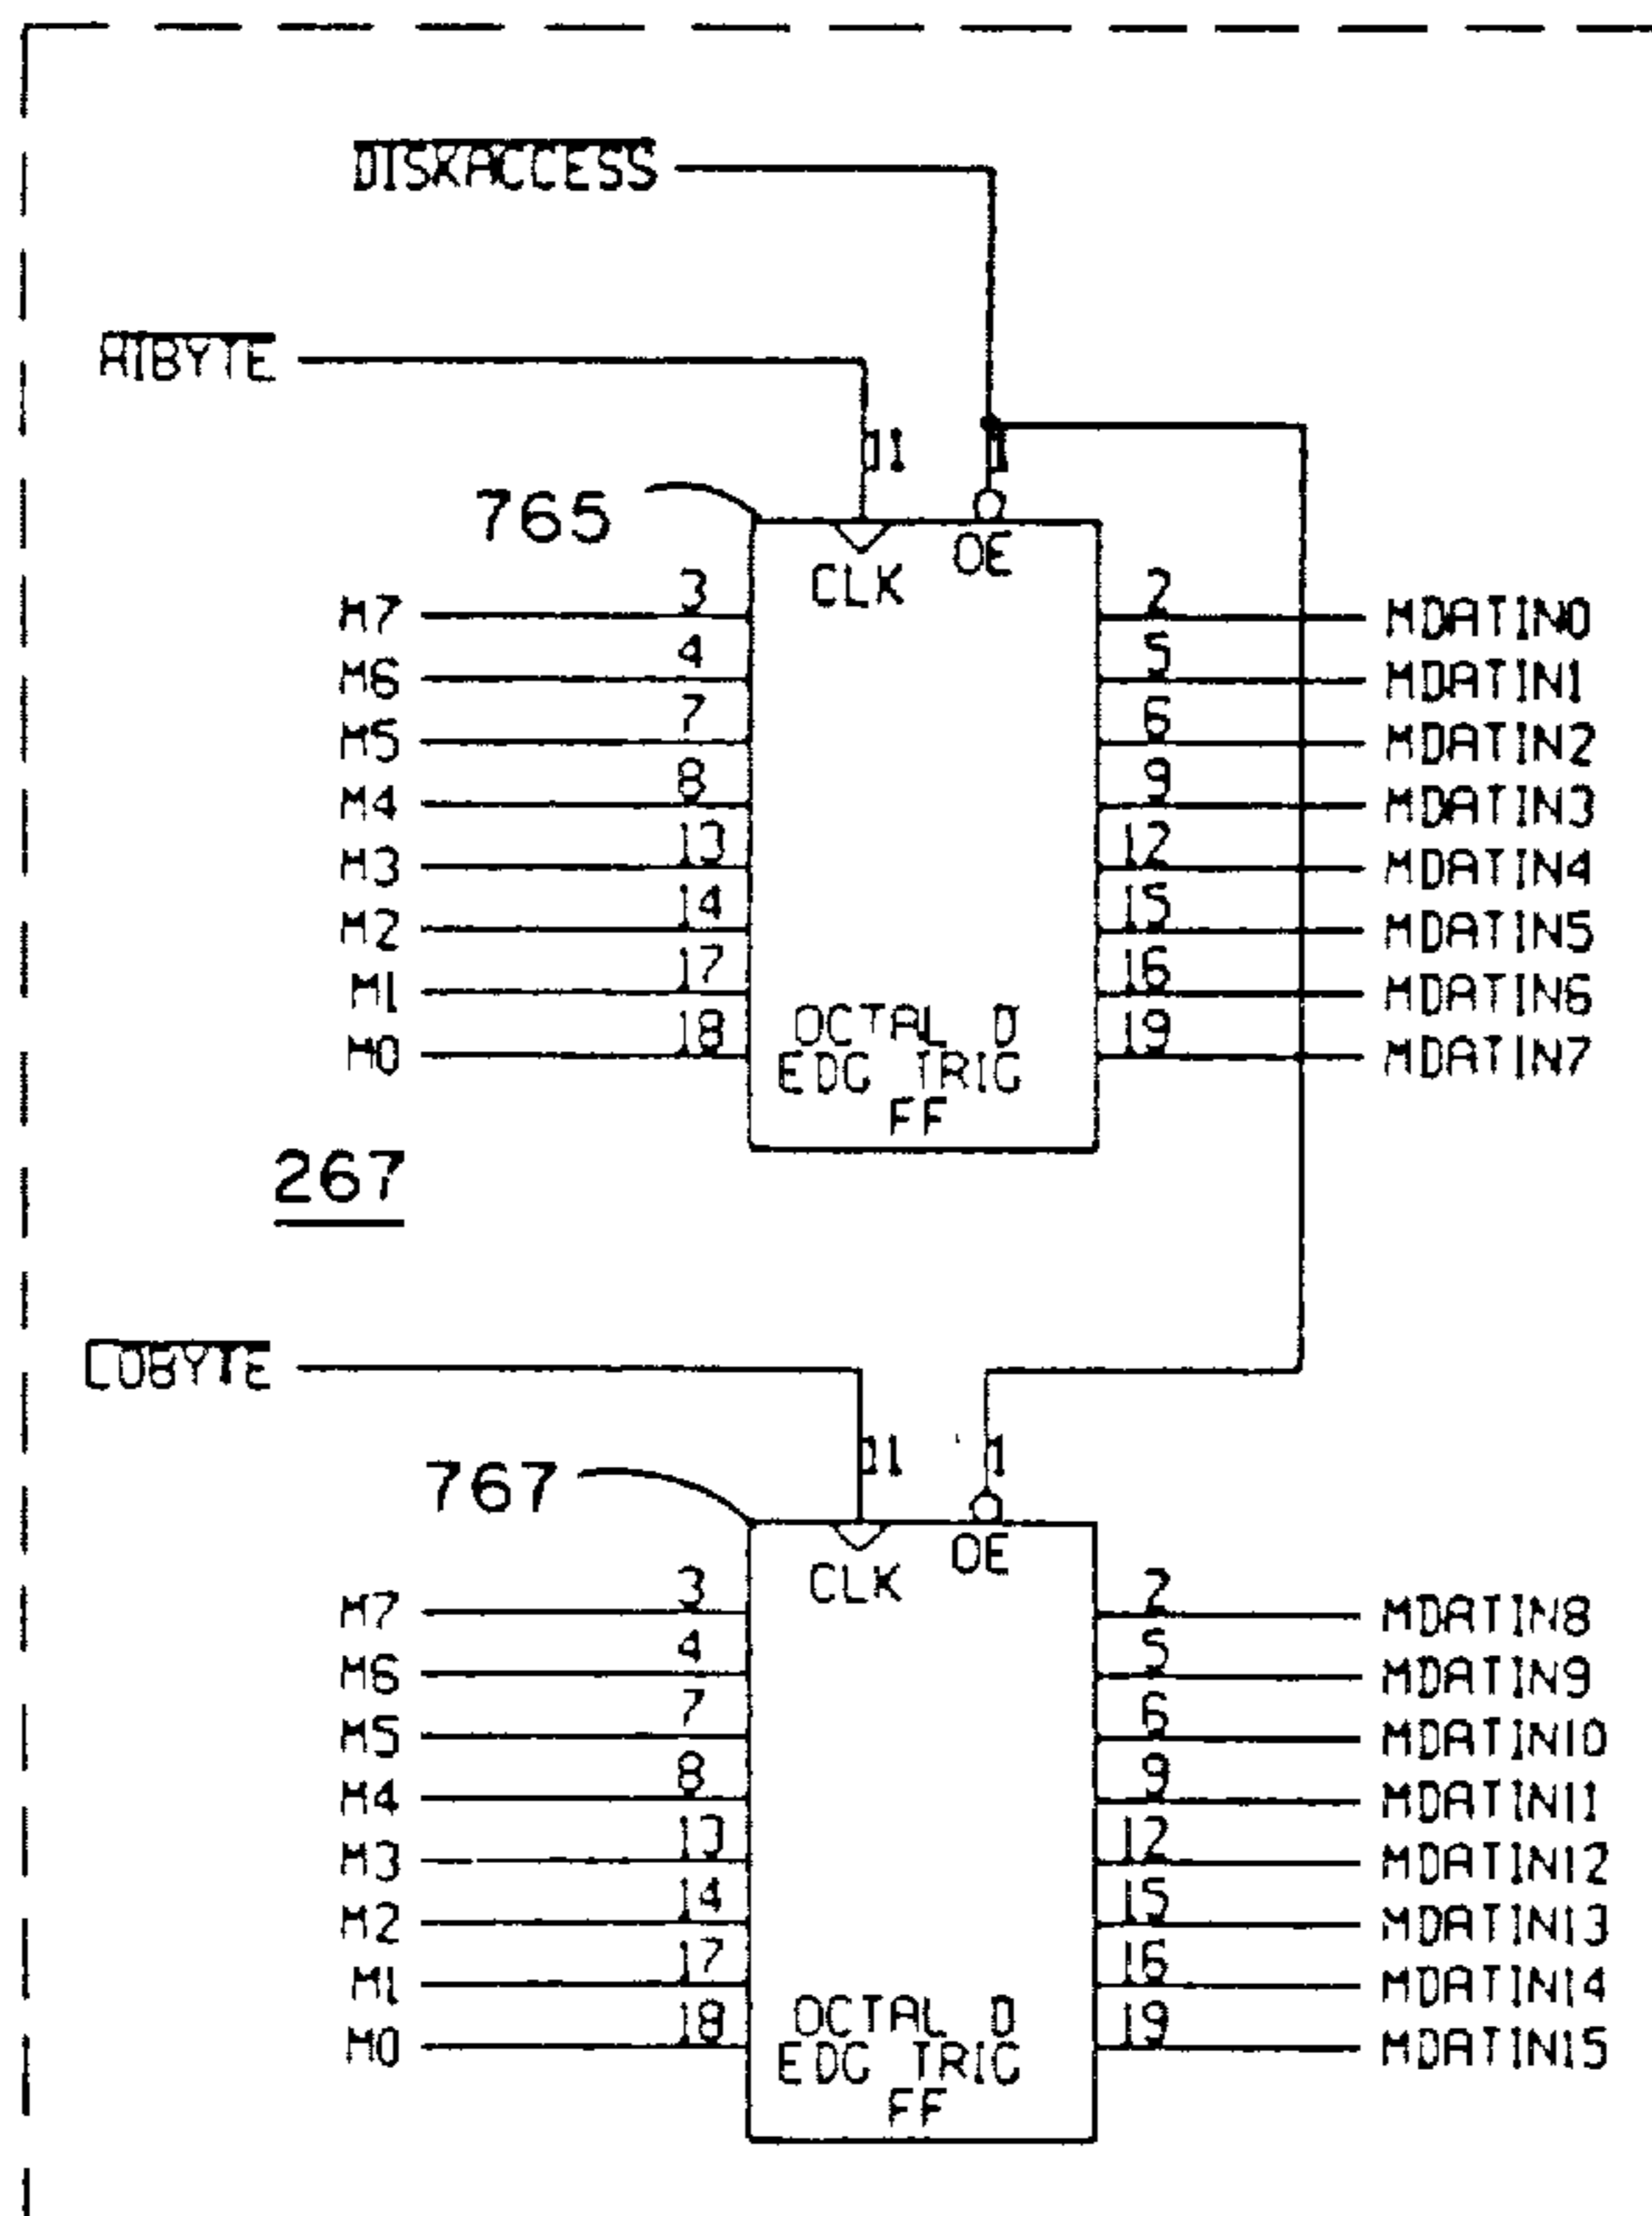 DISKACCESS
HIBYTE
11
1
765
CLK
OE
M7 3 2 MDATIN0
M6 4 5 MDATIN1
M5 7 6 MDATIN2
M4 8 9 MDATIN3
M3 13 12 MDATIN4
M2 14 15 MDATIN5
M1 17 16 MDATIN6
M0 18 19 MDATIN7
OCTAL D
EDG TRIG
FF
267
LOBYTE
11
1
767
CLK
OE
M7 3 2 MDATIN8
M6 4 5 MDATIN9
M5 7 6 MDATIN10
M4 8 9 MDATIN11
M3 13 12 MDATIN12
M2 14 15 MDATIN13
M1 17 16 MDATIN14
M0 18 19 MDATIN15
OCTAL D
EDG TRIG
FF